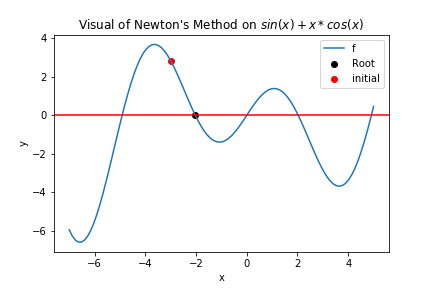 Visual of Newton's Method on sin(x) + x * cos(x)
f
Root
initial
y
4
2
0
−2
−4
−6
−6
−4
−2
0
2
4
x